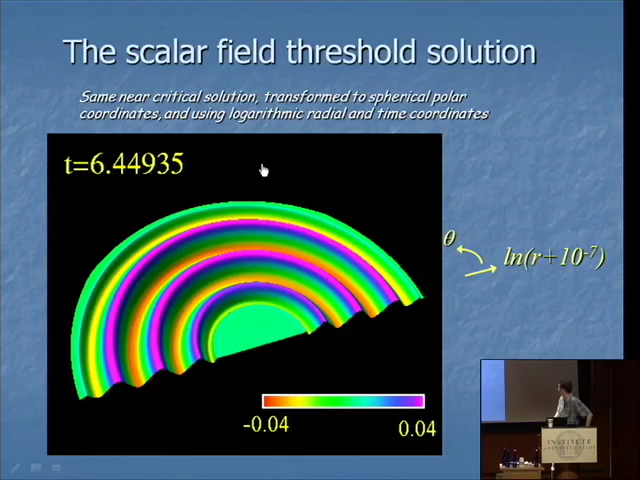 The scalar field threshold solution
Same near critical solution, transformed to spherical polar
coordinates, and using logarithmic radial and time coordinates
t=6.44935
θ
ln(r+10⁻⁷)
-0.04
0.04
INSTITUTE